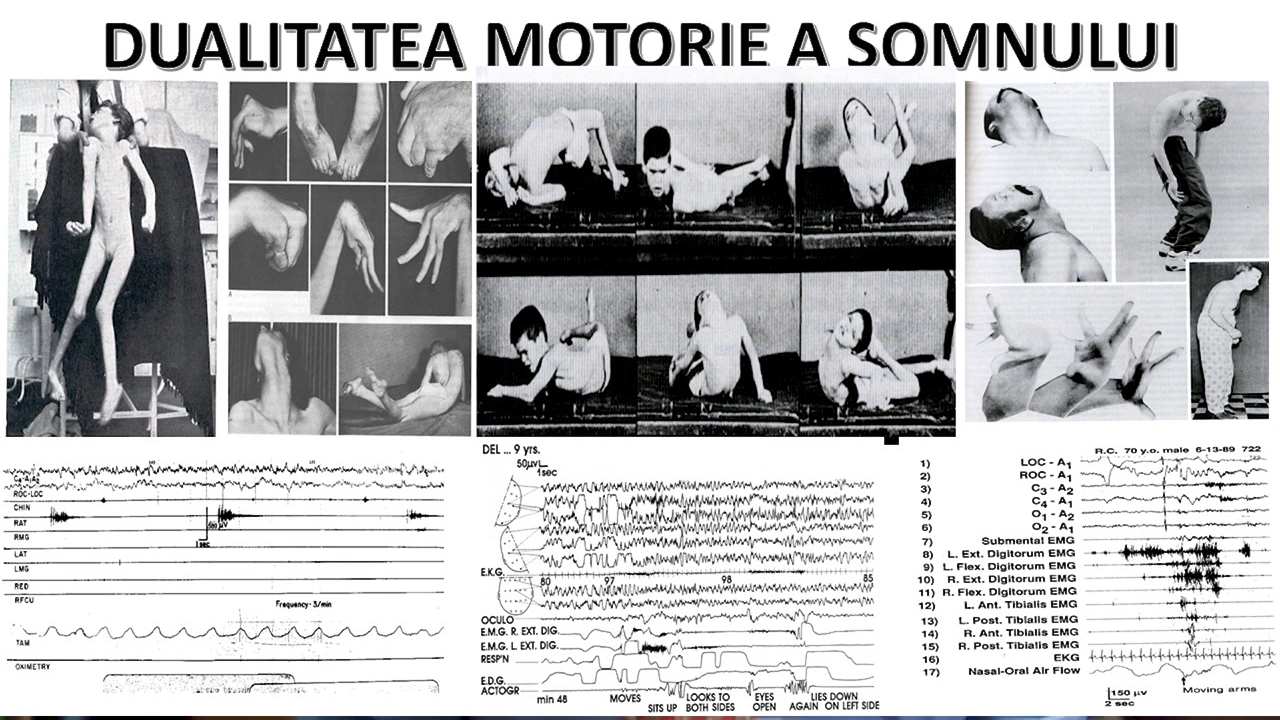 DUALITATEA MOTORIE A SOMNULUI
A
B
C4-A1A2
ROC-LOC
CHIN
RAT
RMG
LAT
LMG
RED
RFCU
TAM
OXIMETRY
1 sec
Frequency - 3/min
DEL ... 9 yrs.
50µV
1sec
E.K.G.
80 97 98 85
OCULO
E.M.G. R. EXT. DIG.
E.M.G. L. EXT. DIG.
RESP'N
E.D.G.
ACTOGR
min 48 MOVES
SITS UP
LOOKS TO
BOTH SIDES
EYES
OPEN
AGAIN
LIES DOWN
ON LEFT SIDE
R.C. 70 y.o. male 6-13-89 722
1) LOC - A1
2) ROC - A1
3) C3 - A2
4) C4 - A1
5) O1 - A2
6) O2 - A1
7) Submental EMG
8) L. Ext. Digitorum EMG
9) L. Flex. Digitorum EMG
10) R. Ext. Digitorum EMG
11) R. Flex. Digitorum EMG
12) L. Ant. Tibialis EMG
13) L. Post. Tibialis EMG
14) R. Ant. Tibialis EMG
15) R. Post. Tibialis EMG
16) EKG
17) Nasal-Oral Air Flow
150 µv
2 sec
Moving arms